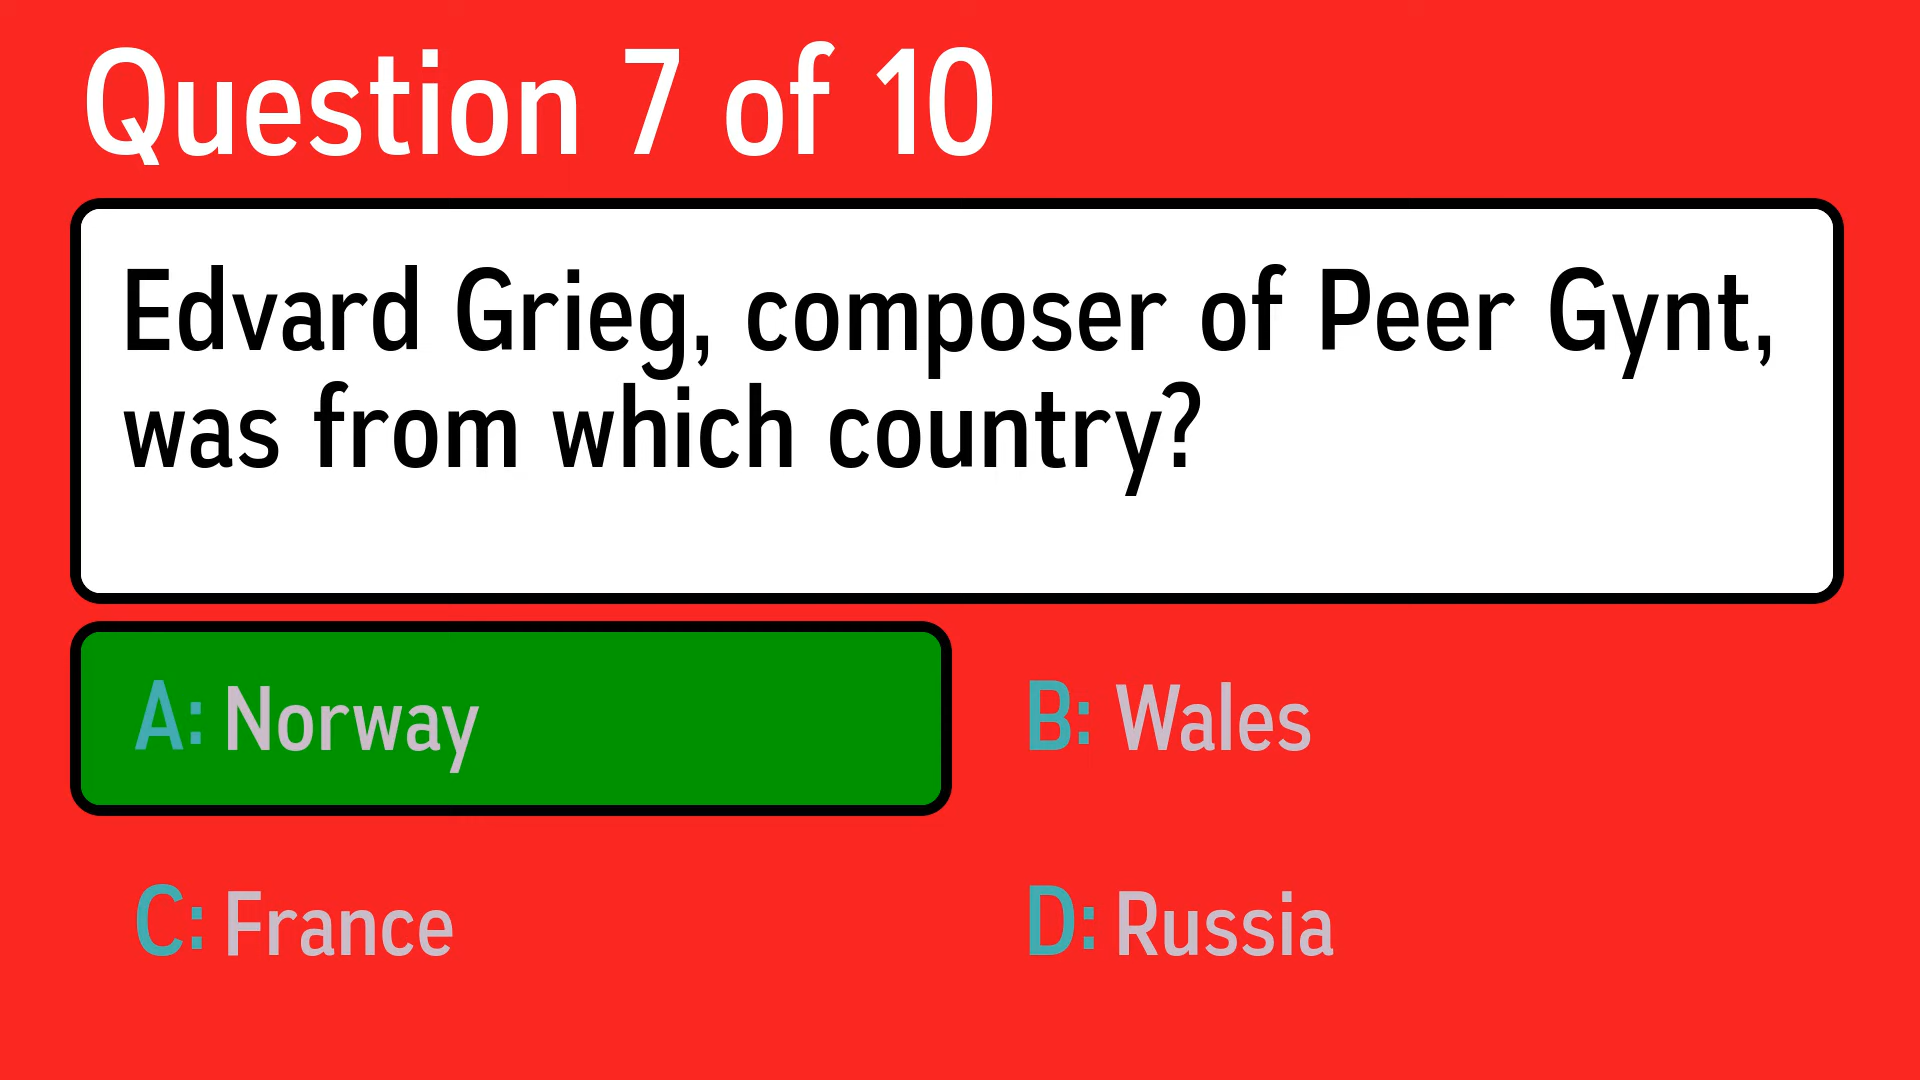 Question 7 of 10
Edvard Grieg, composer of Peer Gynt,
was from which country?
A: Norway
B: Wales
C: France
D: Russia